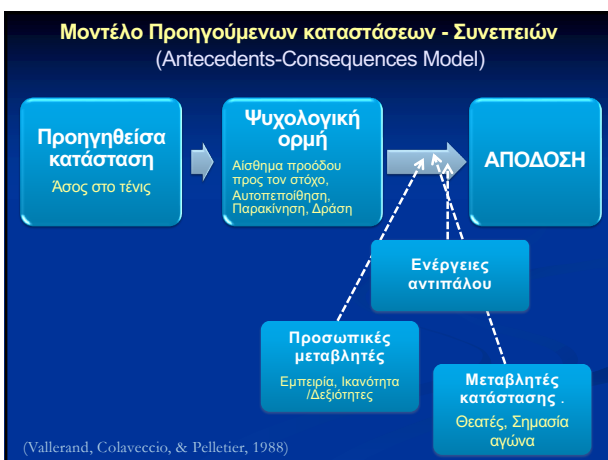 Μοντέλο Προηγούμενων καταστάσεων - Συνεπειών
(Antecedents-Consequences Model)
Προηγηθείσα
κατάσταση
Άσος στο τένις
Ψυχολογική
ορμή
Αίσθημα προόδου
προς τον στόχο,
Αυτοπεποίθηση,
Παρακίνηση, Δράση
ΑΠΟΔΟΣΗ
Ενέργειες
αντιπάλου
Προσωπικές
μεταβλητές
Εμπειρία, Ικανότητα
/Δεξιότητες
Μεταβλητές
κατάστασης .
Θεατές, Σημασία
αγώνα
(Vallerand, Colaveccio, & Pelletier, 1988)